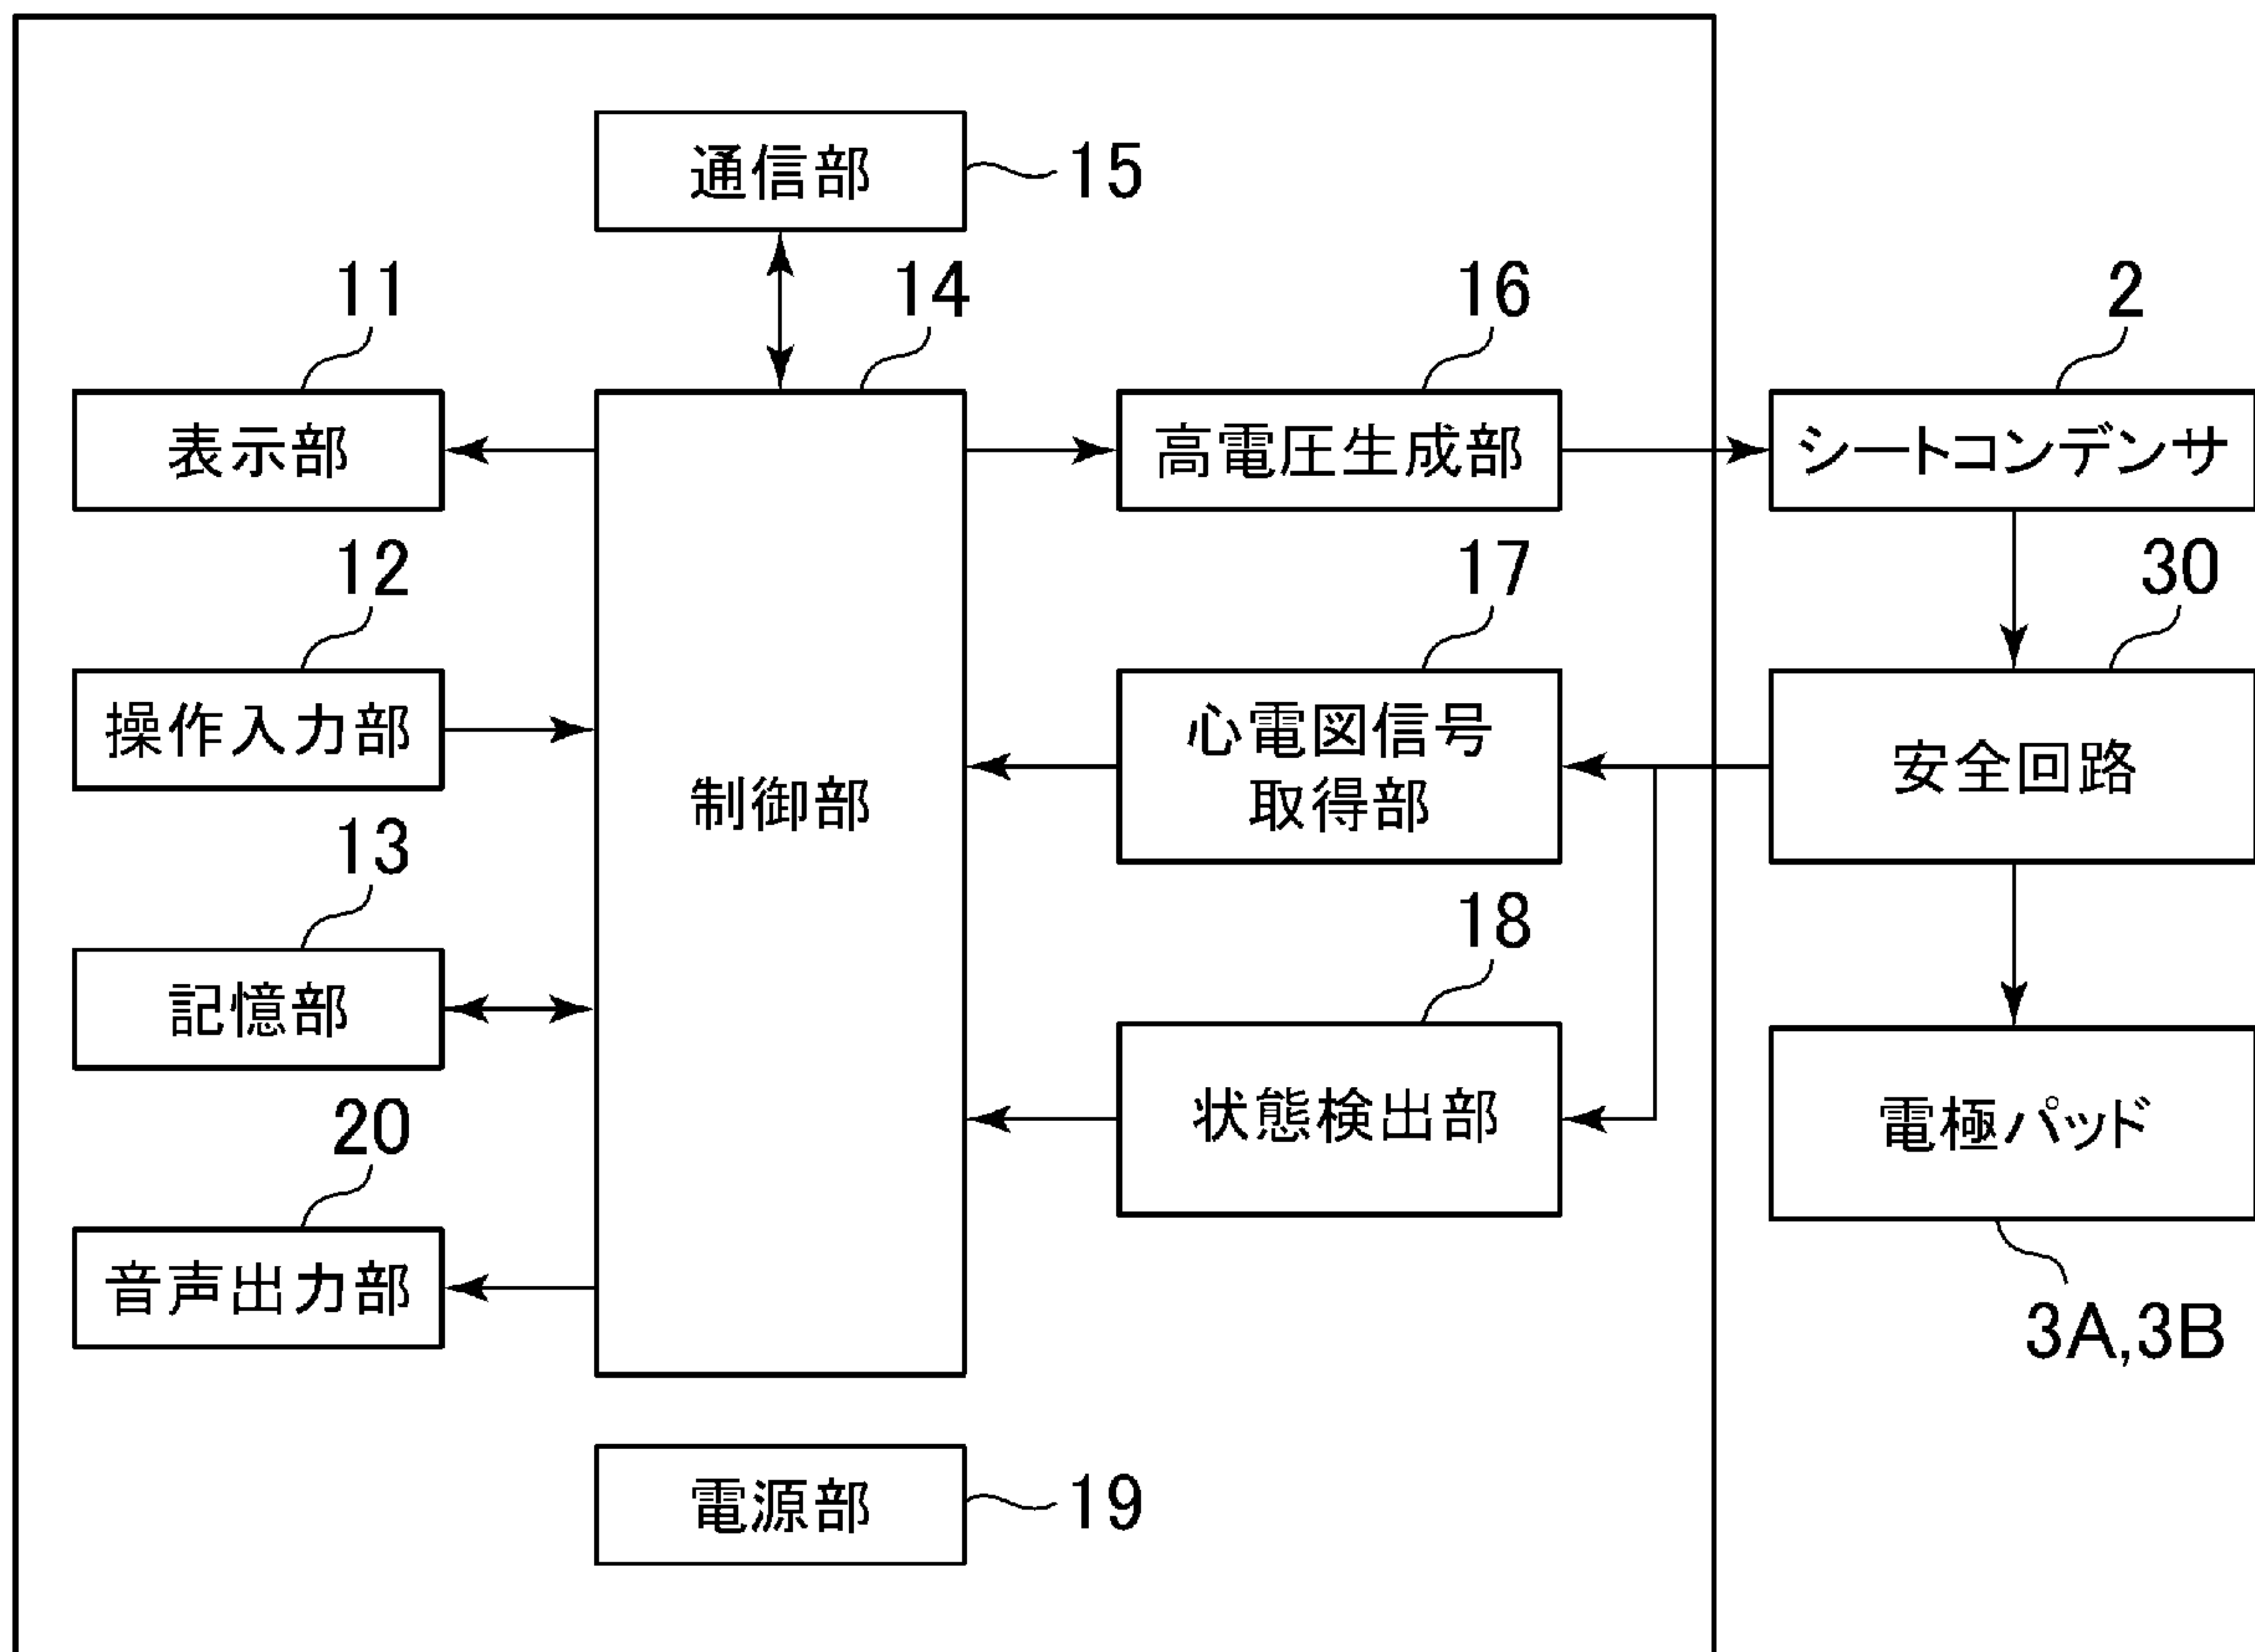 通信部
15
11
14
16
2
表示部
高電圧生成部
シートコンデンサ
12
17
30
操作入力部
制御部
心電図信号
取得部
安全回路
13
18
記憶部
状態検出部
電極パッド
20
音声出力部
3A,3B
電源部
19